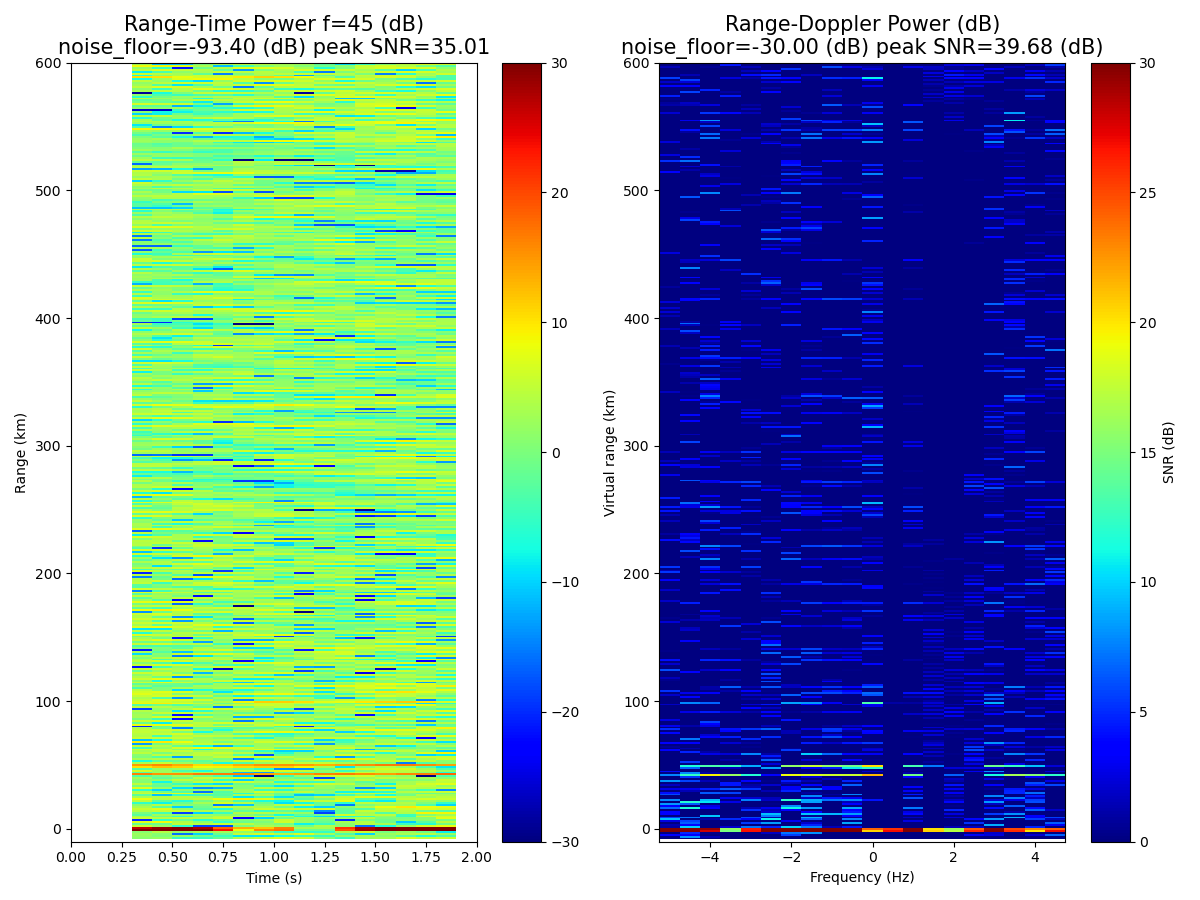 Range-Time Power f=45 (dB)
noise_floor=-93.40 (dB) peak SNR=35.01
Range-Doppler Power (dB)
noise_floor=-30.00 (dB) peak SNR=39.68 (dB)
600
500
400
300
200
100
0
Range (km)
0.00 0.25 0.50 0.75 1.00 1.25 1.50 1.75 2.00
Time (s)
30
20
10
0
−10
−20
−30
600
500
400
300
200
100
0
Virtual range (km)
−4 −2 0 2 4
Frequency (Hz)
30
25
20
15
10
5
0
SNR (dB)